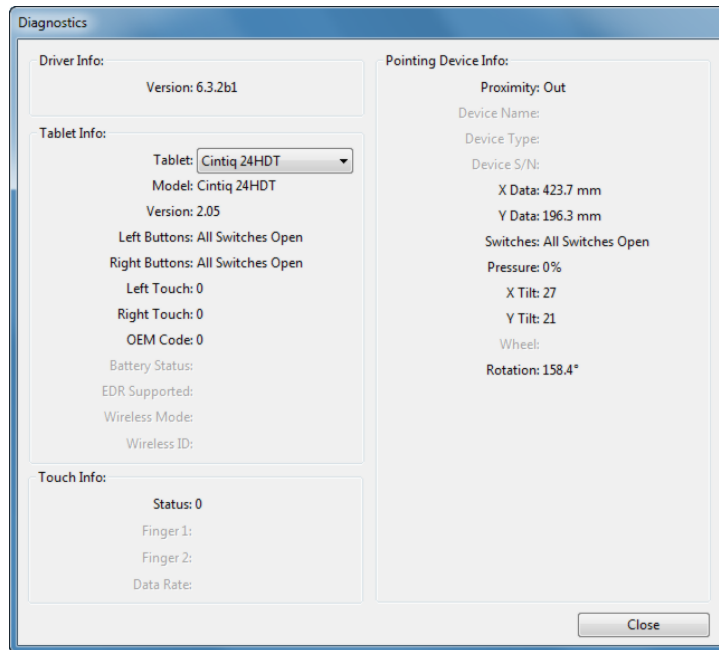 Diagnostics
Driver Info:
Version: 6.3.2b1
Tablet Info:
Tablet: Cintiq 24HDT
Model: Cintiq 24HDT
Version: 2.05
Left Buttons: All Switches Open
Right Buttons: All Switches Open
Left Touch: 0
Right Touch: 0
OEM Code: 0
Battery Status:
EDR Supported:
Wireless Mode:
Wireless ID:
Touch Info:
Status: 0
Finger 1:
Finger 2:
Data Rate:
Pointing Device Info:
Proximity: Out
Device Name:
Device Type:
Device S/N:
X Data: 423.7 mm
Y Data: 196.3 mm
Switches: All Switches Open
Pressure: 0%
X Tilt: 27
Y Tilt: 21
Wheel:
Rotation: 158.4°
Close